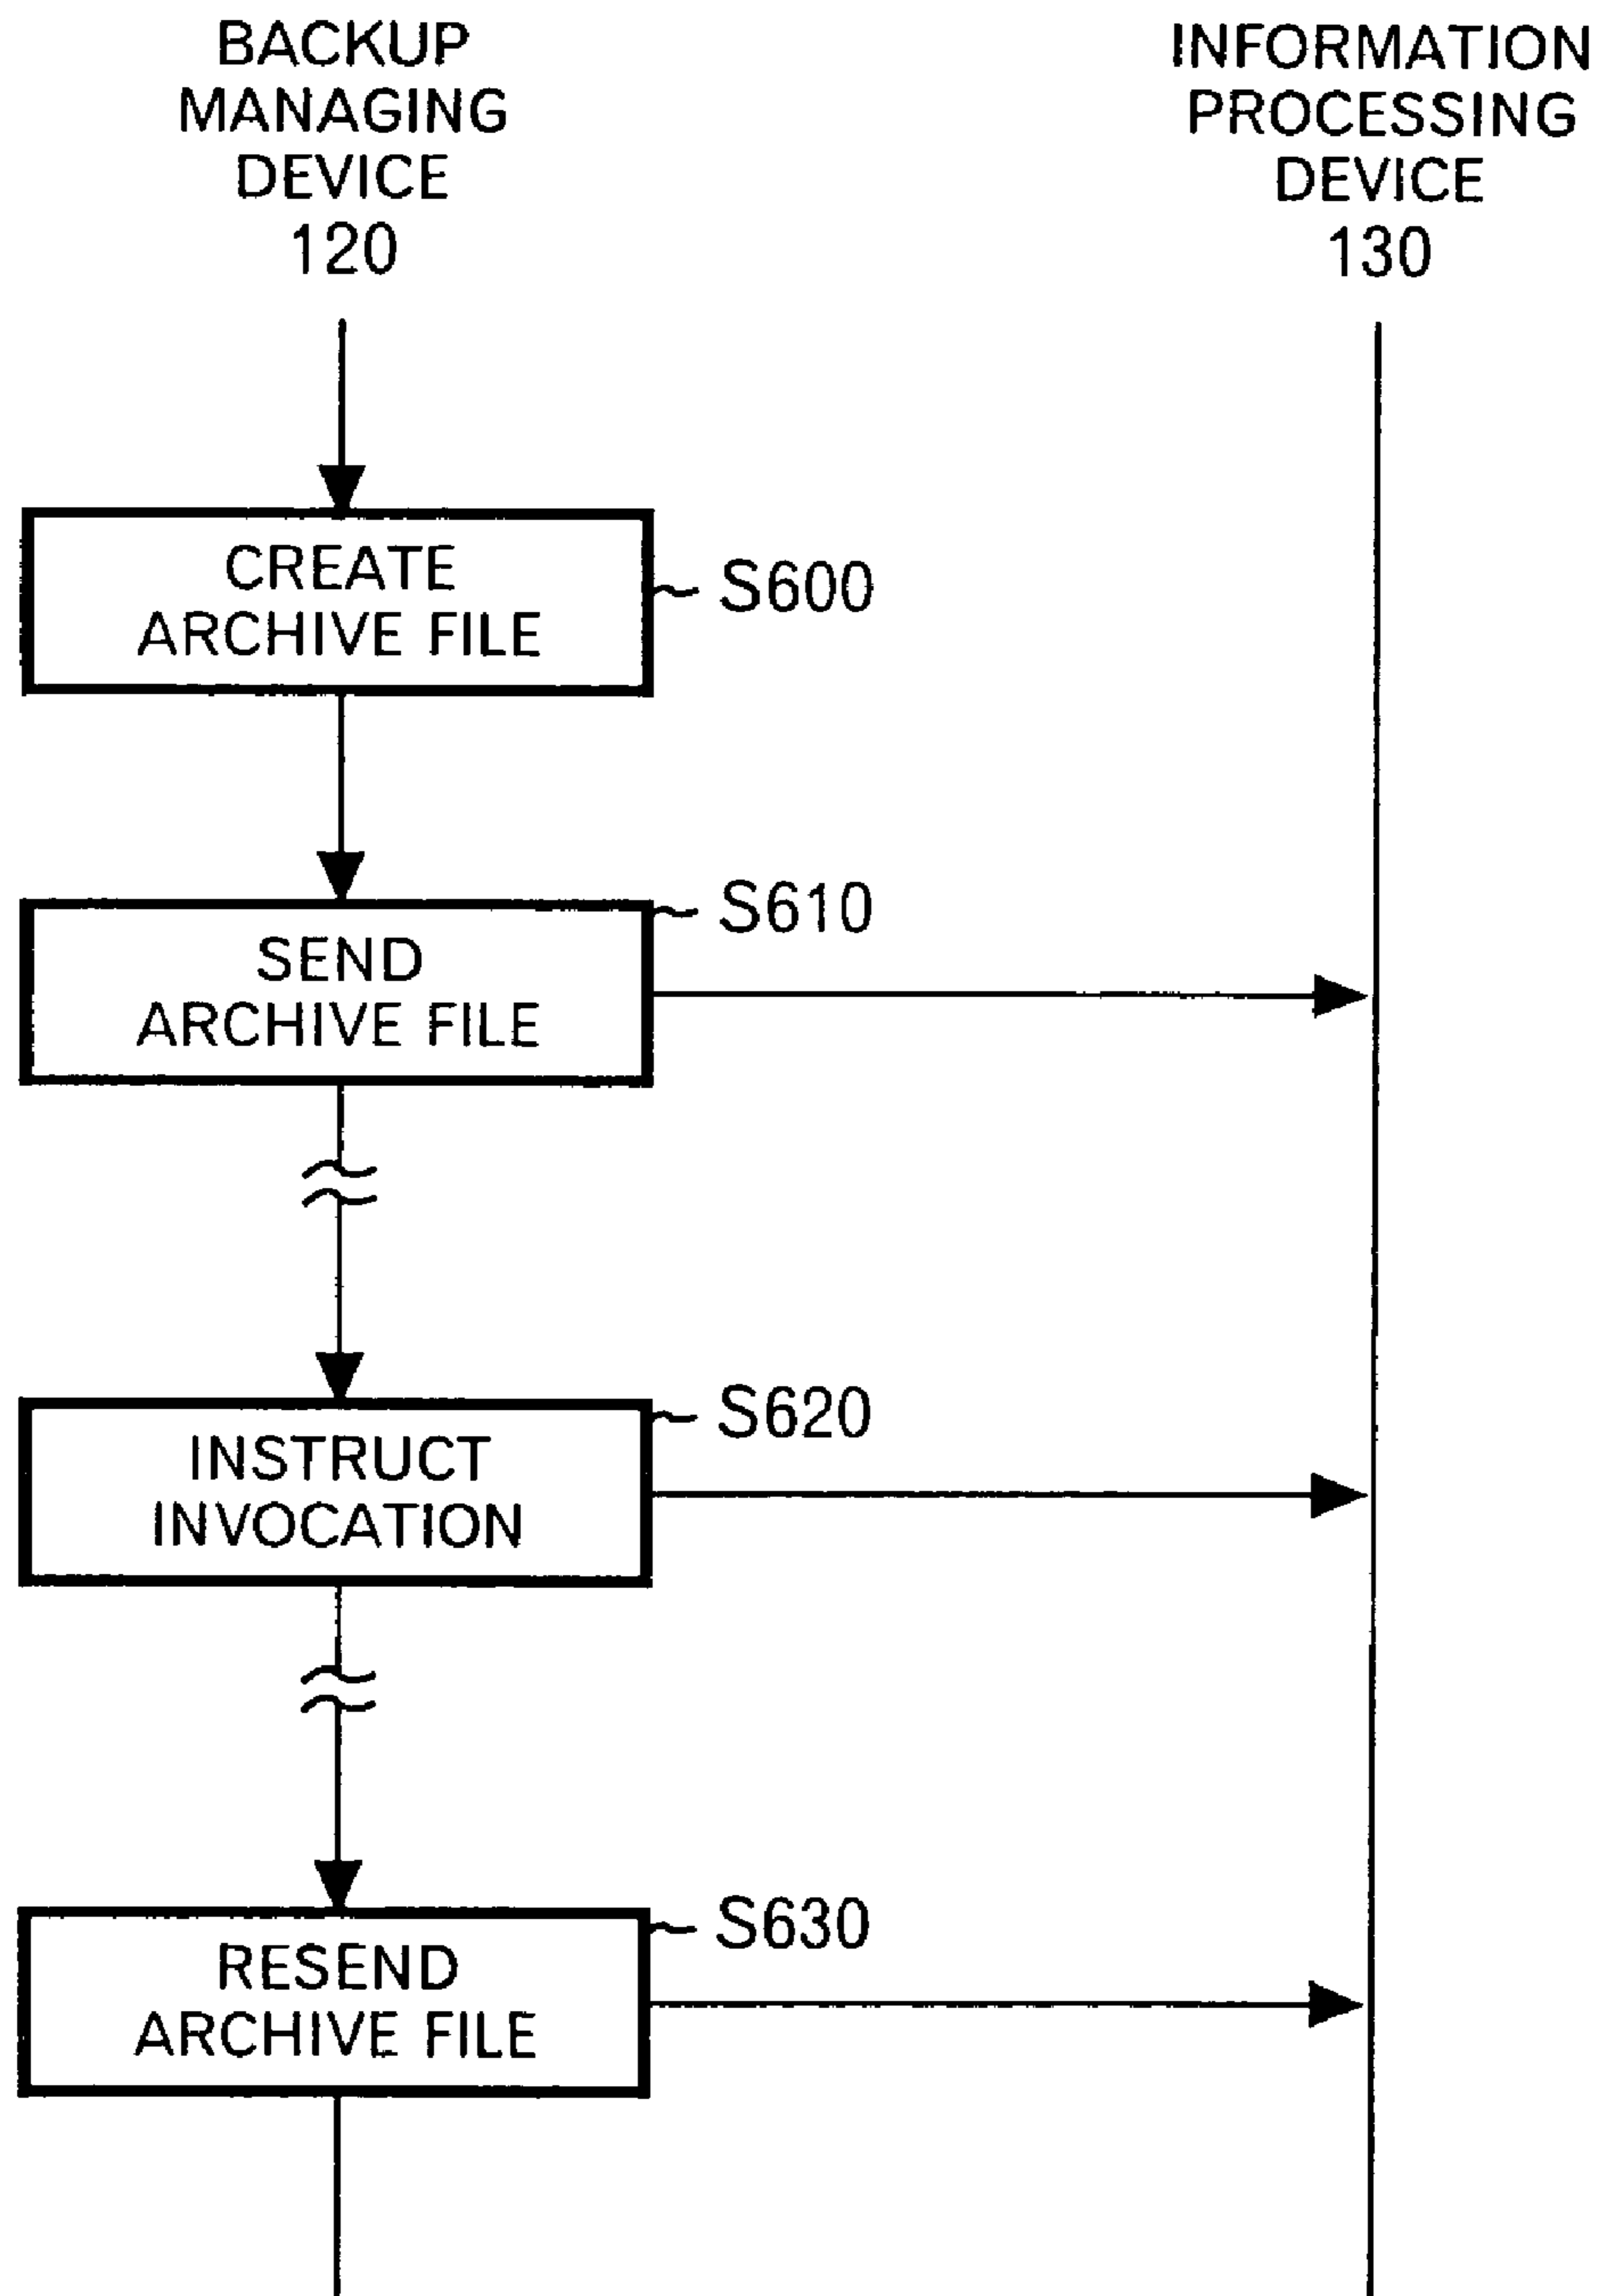 BACKUP
MANAGING
DEVICE
120
INFORMATION
PROCESSING
DEVICE
130
CREATE
ARCHIVE FILE
S600
SEND
ARCHIVE FILE
S610
INSTRUCT
INVOCATION
S620
RESEND
ARCHIVE FILE
S630